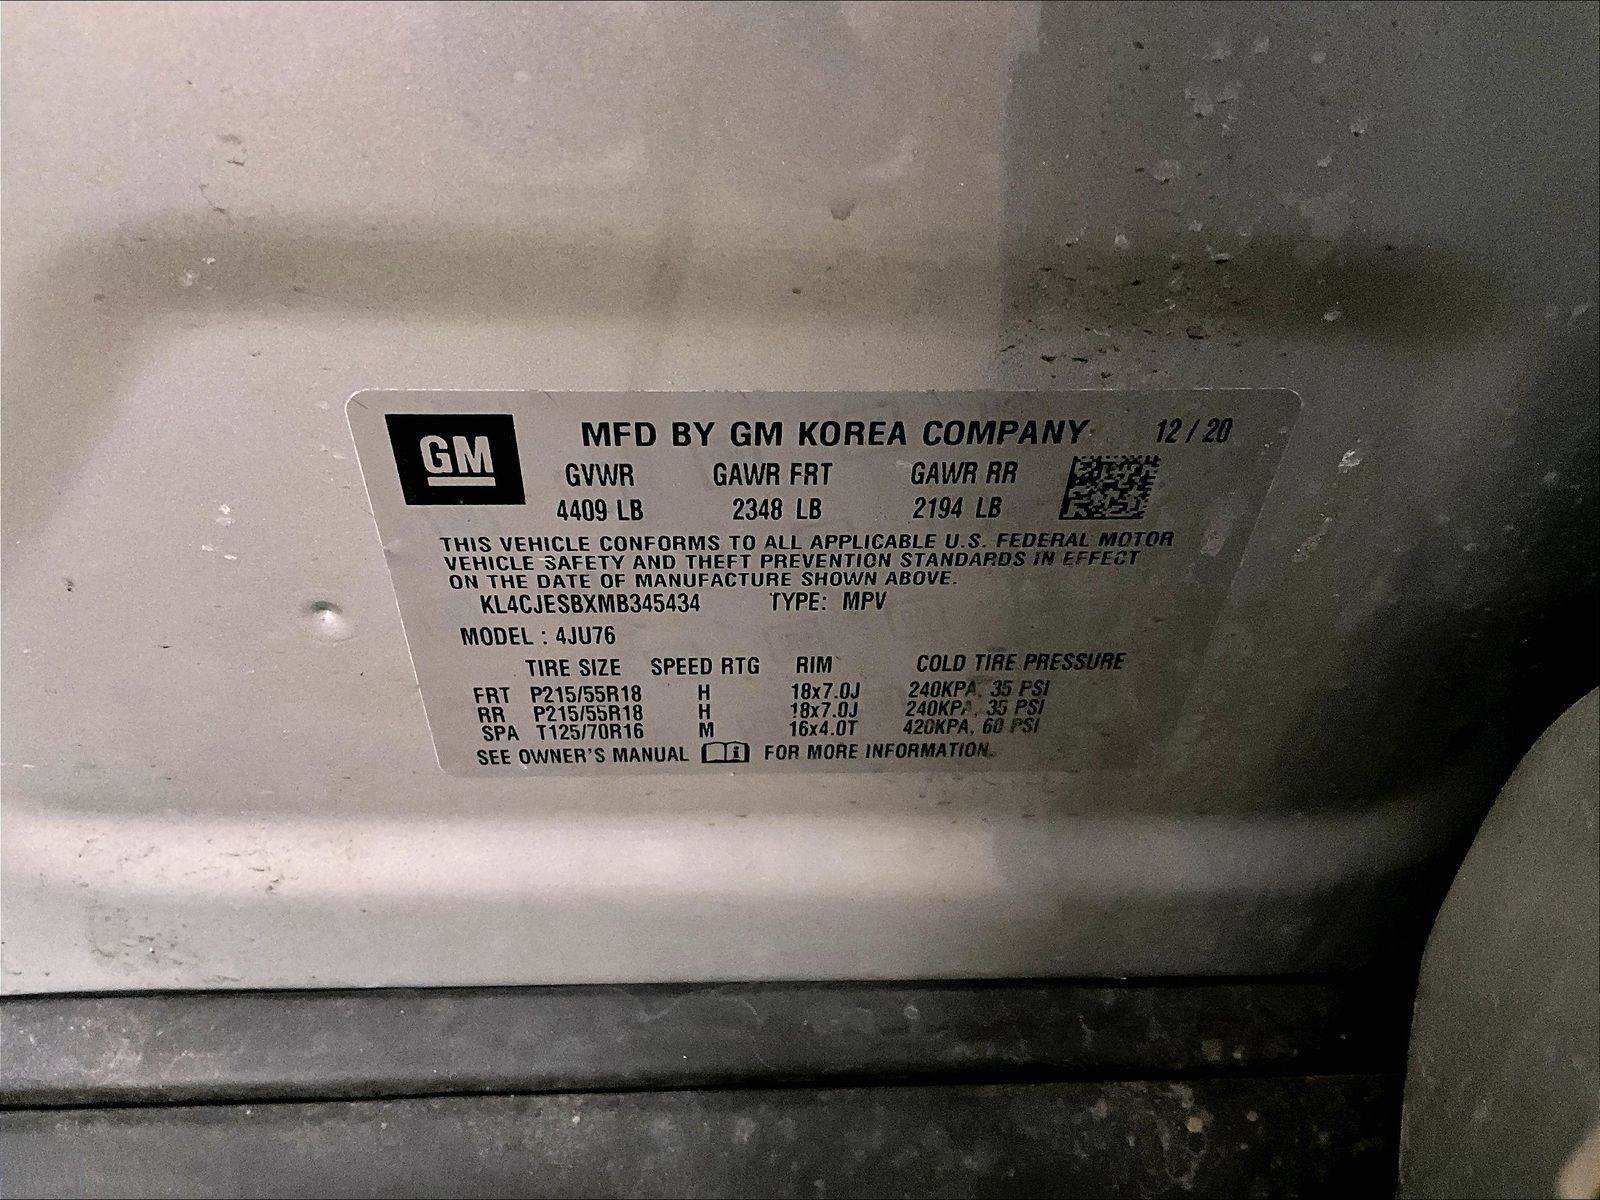 GM
MFD BY GM KOREA COMPANY 12/20
GVWR GAWR FRT GAWR RR
4409 LB 2348 LB 2194 LB
THIS VEHICLE CONFORMS TO ALL APPLICABLE U.S. FEDERAL MOTOR
VEHICLE SAFETY AND THEFT PREVENTION STANDARDS IN EFFECT
ON THE DATE OF MANUFACTURE SHOWN ABOVE.
KL4CJESBXMB345434 TYPE: MPV
MODEL : 4JU76
TIRE SIZE SPEED RTG RIM COLD TIRE PRESSURE
FRT P215/55R18 H 18x7.0J 240KPA, 35 PSI
RR P215/55R18 H 18x7.0J 240KPA, 35 PSI
SPA T125/70R16 M 16x4.0T 420KPA, 60 PSI
SEE OWNER'S MANUAL i FOR MORE INFORMATION.